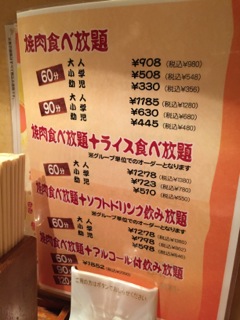 焼肉食べ放題
60分 大人 ¥908 (税込¥980)
小学 ¥508 (税込¥548)
幼児 ¥330 (税込¥356)
90分 大人 ¥1185 (税込¥1280)
小学 ¥630 (税込¥680)
幼児 ¥445 (税込¥480)
焼肉食べ放題+ライス食べ放題
※グループ単位でのオーダーとなります
60分 大人 ¥1278 (税込¥1380)
小学 ¥723 (税込¥780)
幼児 ¥510 (税込¥550)
焼肉食べ放題+ソフトドリンク飲み放題
※グループ単位でのオーダーとなります
60分 大人 ¥1278
小学 ¥798
幼児 ¥598
焼肉食べ放題+アルコール付飲み放題
60分 ¥1852
90分
120